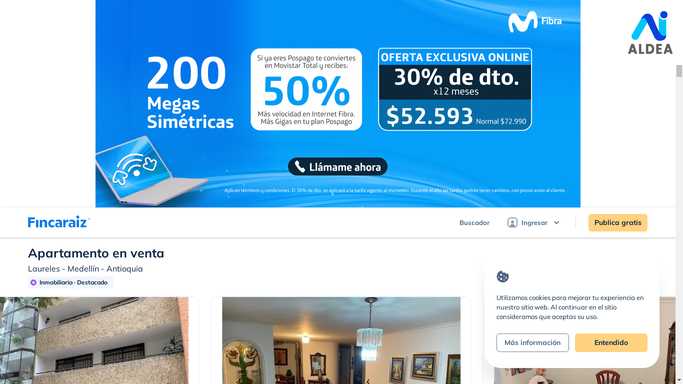 Fibra
ALDEA
200
Megas
Simétricas
Si ya eres Pospago te conviertes
en Movistar Total y recibes.
50%
Más velocidad en Internet Fibra.
Más Gigas en tu plan Pospago
OFERTA EXCLUSIVA ONLINE
30% de dto.
x12 meses
$52.593 Normal $72.990
Llámame ahora
Fincaraiz
Buscador
Ingresar
Publica gratis
Apartamento en venta
Laureles - Medellín - Antioquia
Inmobiliaria · Destacado
Utilizamos cookies para mejorar tu experiencia en
nuestro sitio web. Al continuar en el sitio
consideramos que aceptas su uso.
Más información
Entendido